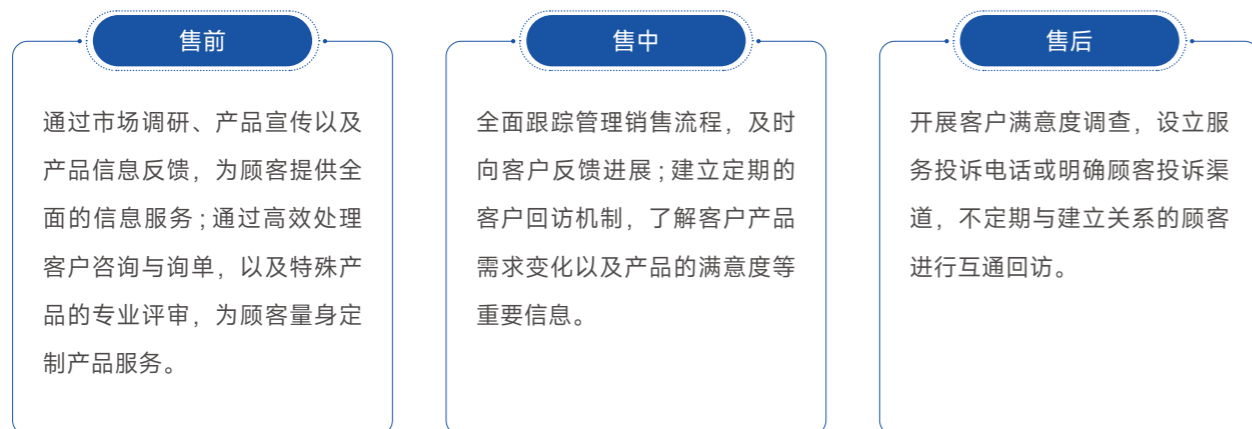 售前
通过市场调研、产品宣传以及
产品信息反馈，为顾客提供全
面的信息服务；通过高效处理
客户咨询与询单，以及特殊产
品的专业评审，为顾客量身定
制产品服务。
售中
全面跟踪管理销售流程，及时
向客户反馈进展；建立定期的
客户回访机制，了解客户产品
需求变化以及产品的满意度等
重要信息。
售后
开展客户满意度调查，设立服
务投诉电话或明确顾客投诉渠
道，不定期与建立关系的顾客
进行互通回访。